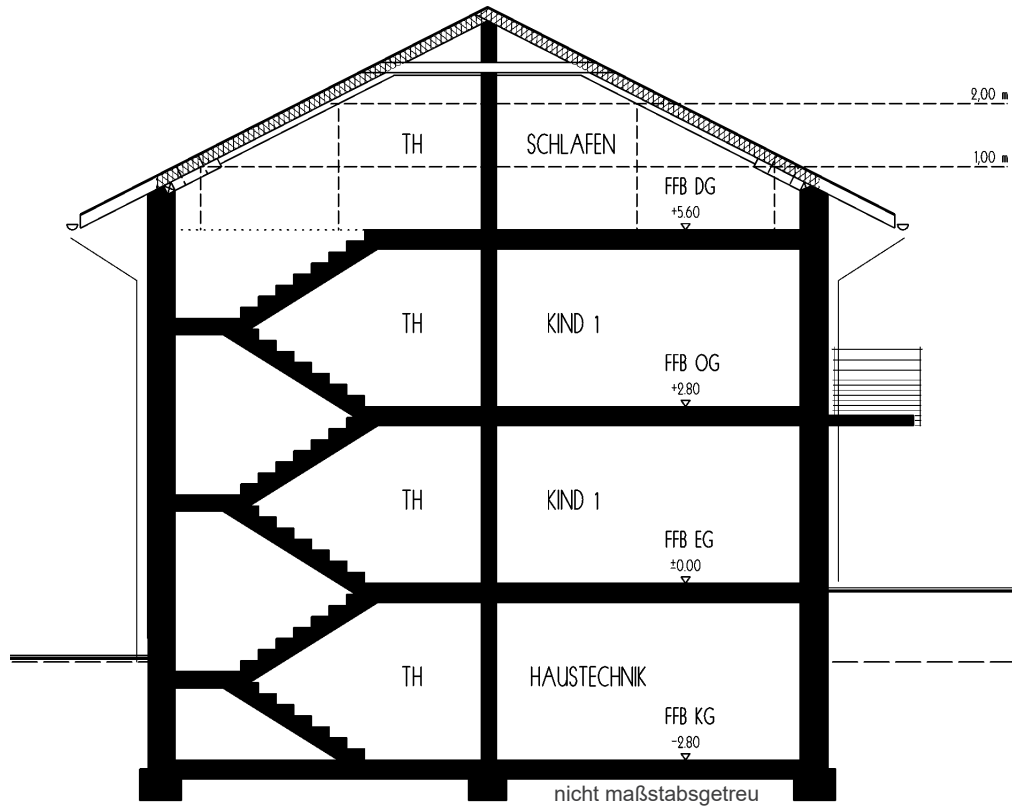 2,00 m
TH SCHLAFEN
1,00 m
FFB DG
+5.60
TH KIND 1
FFB OG
+2.80
TH KIND 1
FFB EG
±0.00
TH HAUSTECHNIK
FFB KG
-2.80
nicht maßstabsgetreu